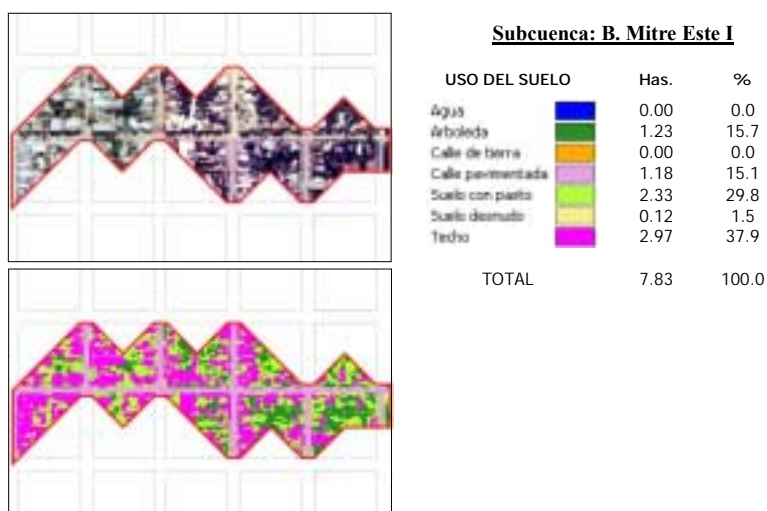 Subcuenca: B. Mitre Este I
USO DEL SUELO Has. %
Agua 0.00 0.0
Arboleda 1.23 15.7
Calle de tierra 0.00 0.0
Calle pavimentada 1.18 15.1
Suelo con pasto 2.33 29.8
Suelo desnudo 0.12 1.5
Techo 2.97 37.9
TOTAL 7.83 100.0